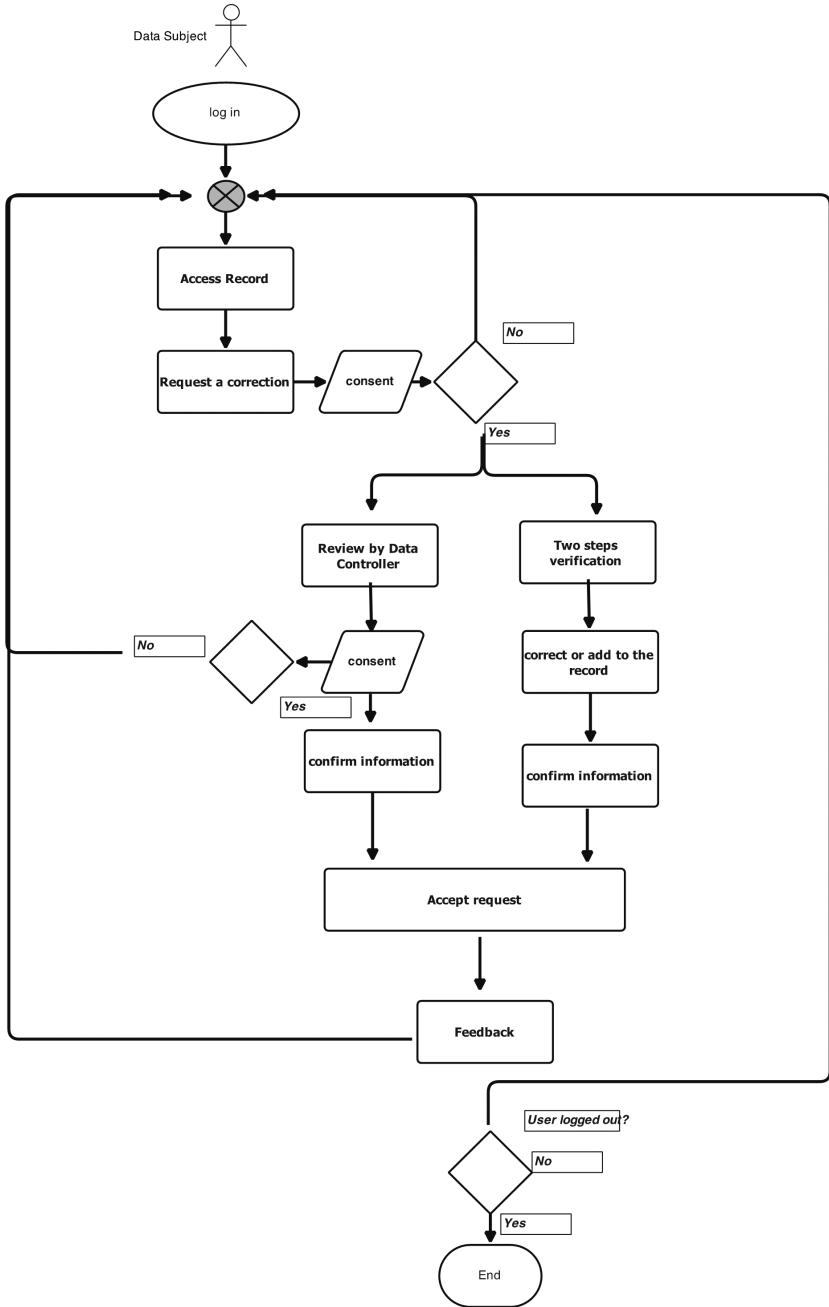 Data Subject
log in
Access Record
No
Request a correction
consent
Yes
Review by Data
Controller
Two steps
verification
No
consent
correct or add to the
record
Yes
confirm information
confirm information
Accept request
Feedback
User logged out?
No
Yes
End